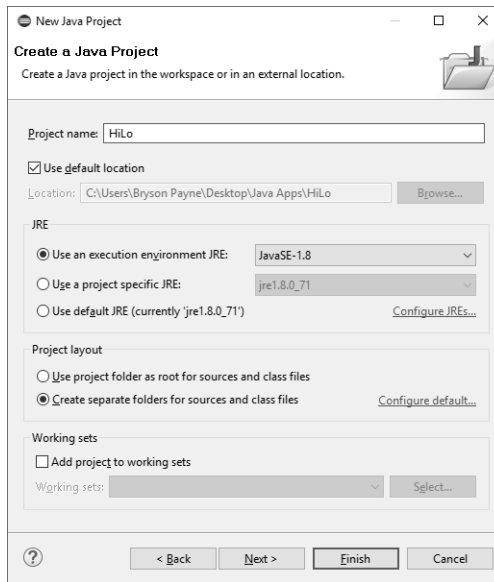 New Java Project
Create a Java Project
Create a Java project in the workspace or in an external location.
Project name: HiLo
Use default location
Location: C:\Users\Bryson Payne\Desktop\Java Apps\HiLo Browse...
JRE
Use an execution environment JRE: JavaSE-1.8
Use a project specific JRE: jre1.8.0_71
Use default JRE (currently 'jre1.8.0_71') Configure JREs...
Project layout
Use project folder as root for sources and class files
Create separate folders for sources and class files Configure default...
Working sets
Add project to working sets
Working sets: Select...
? < Back Next > Finish Cancel